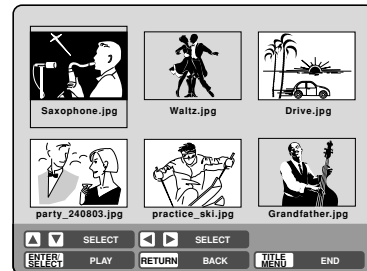 Saxophone.jpg Waltz.jpg Drive.jpg
party_240803.jpg practice_ski.jpg Grandfather.jpg
SELECT SELECT
ENTER/SELECT PLAY RETURN BACK TITLE MENU END